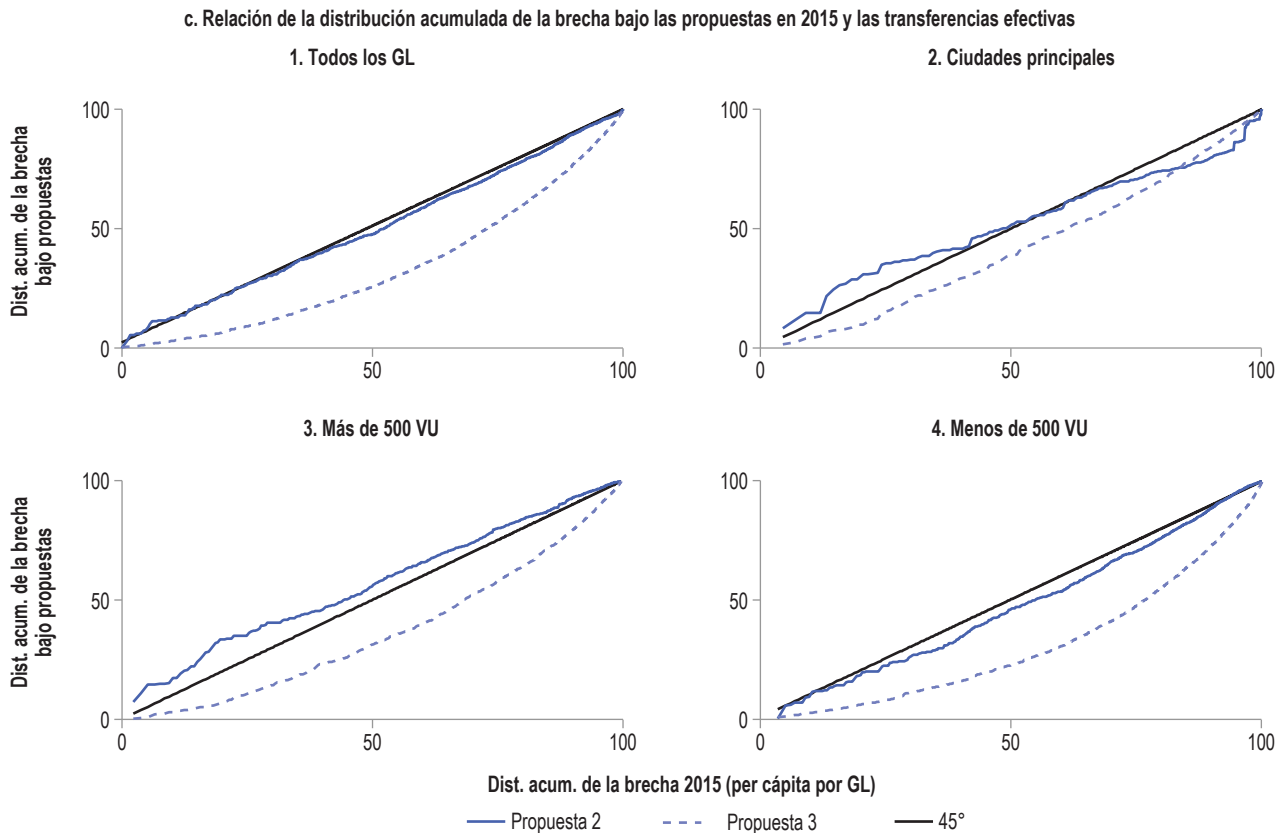 c. Relación de la distribución acumulada de la brecha bajo las propuestas en 2015 y las transferencias efectivas
1. Todos los GL
2. Ciudades principales
Dist. acum. de la brecha
bajo propuestas
100
50
0
0
50
100
100
50
0
0
50
100
3. Más de 500 VU
4. Menos de 500 VU
Dist. acum. de la brecha
bajo propuestas
100
50
0
0
50
100
100
50
0
0
50
100
Dist. acum. de la brecha 2015 (per cápita por GL)
Propuesta 2
Propuesta 3
45°